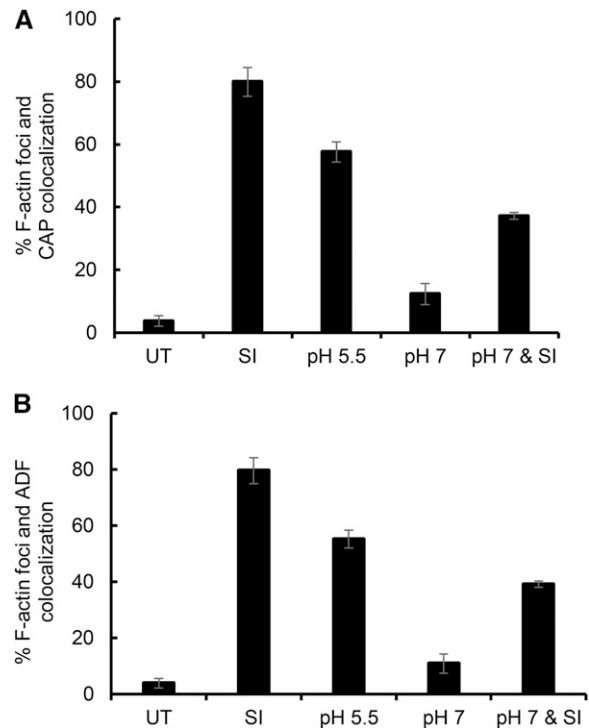 A
% F-actin foci and
CAP colocalization
100
80
60
40
20
0
UT SI pH 5.5 pH 7 pH 7 & SI
B
% F-actin foci and ADF
colocalization
100
80
60
40
20
0
UT SI pH 5.5 pH 7 pH 7 & SI